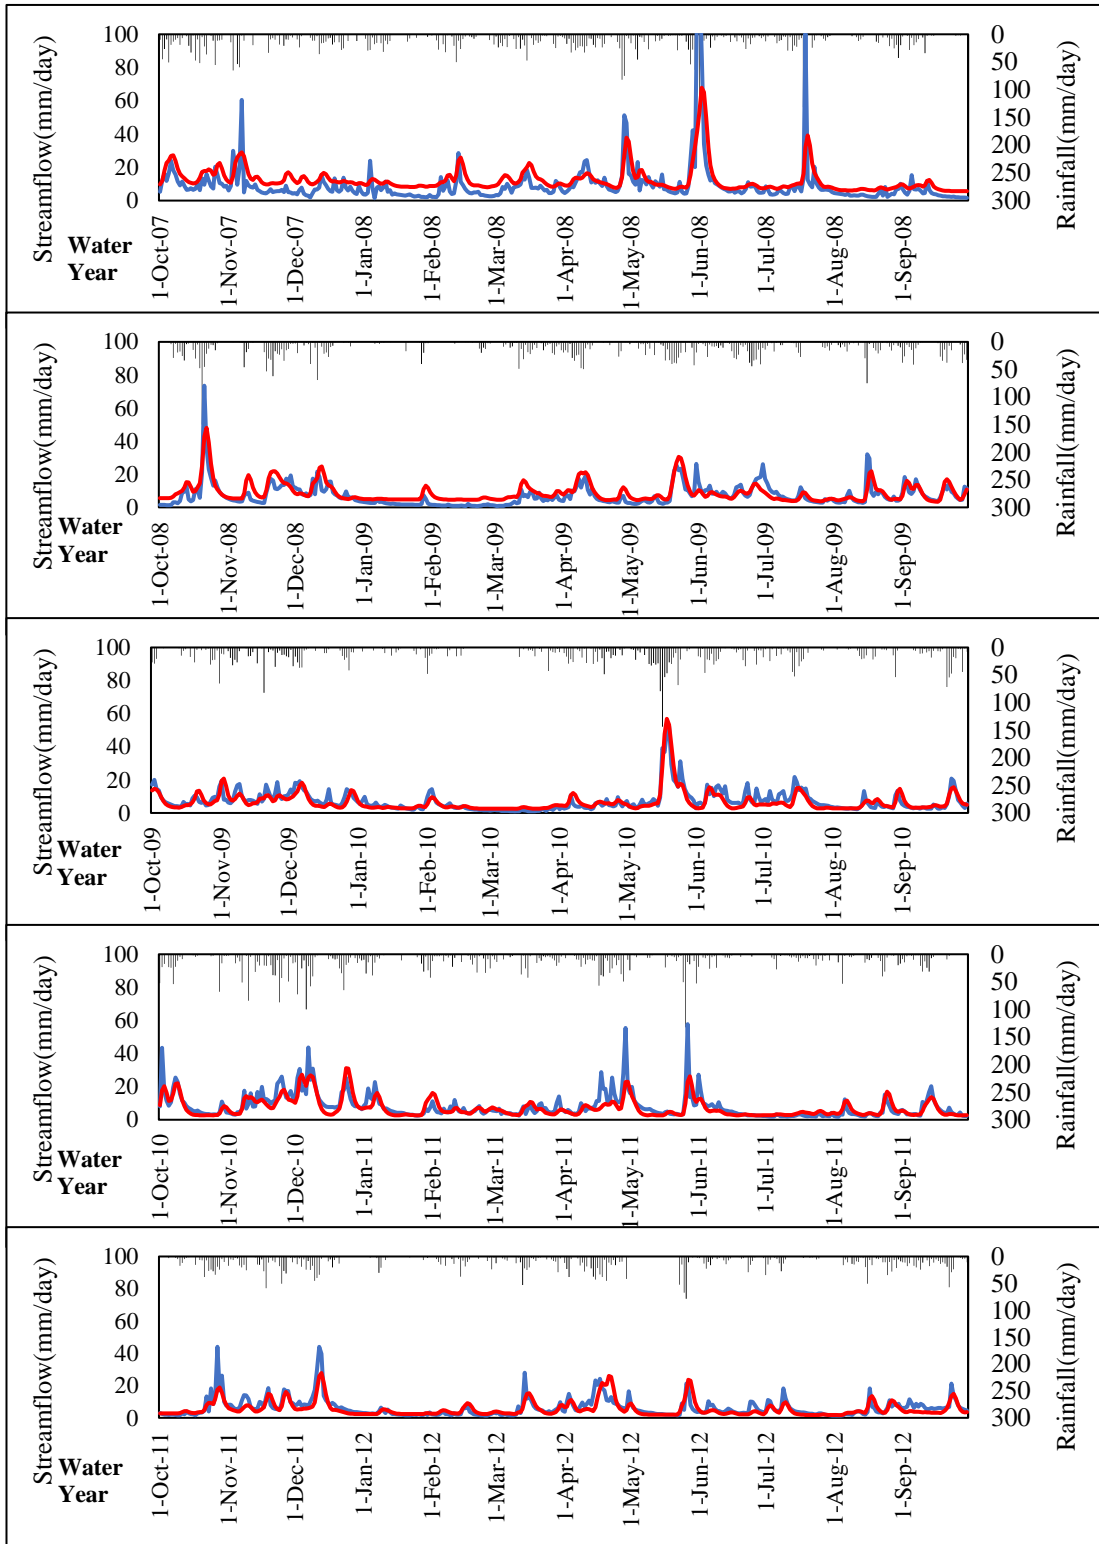 100
80
60
40
20
0
Streamflow(mm/day)
0
50
100
150
200
250
300
Rainfall(mm/day)
Water
Year
1-Oct-07
1-Nov-07
1-Dec-07
1-Jan-08
1-Feb-08
1-Mar-08
1-Apr-08
1-May-08
1-Jun-08
1-Jul-08
1-Aug-08
1-Sep-08
100
80
60
40
20
0
Streamflow(mm/day)
0
50
100
150
200
250
300
Rainfall(mm/day)
Water
Year
1-Oct-08
1-Nov-08
1-Dec-08
1-Jan-09
1-Feb-09
1-Mar-09
1-Apr-09
1-May-09
1-Jun-09
1-Jul-09
1-Aug-09
1-Sep-09
100
80
60
40
20
0
Streamflow(mm/day)
0
50
100
150
200
250
300
Rainfall(mm/day)
Water
Year
1-Oct-09
1-Nov-09
1-Dec-09
1-Jan-10
1-Feb-10
1-Mar-10
1-Apr-10
1-May-10
1-Jun-10
1-Jul-10
1-Aug-10
1-Sep-10
100
80
60
40
20
0
Streamflow(mm/day)
0
50
100
150
200
250
300
Rainfall(mm/day)
Water
Year
1-Oct-10
1-Nov-10
1-Dec-10
1-Jan-11
1-Feb-11
1-Mar-11
1-Apr-11
1-May-11
1-Jun-11
1-Jul-11
1-Aug-11
1-Sep-11
100
80
60
40
20
0
Streamflow(mm/day)
0
50
100
150
200
250
300
Rainfall(mm/day)
Water
Year
1-Oct-11
1-Nov-11
1-Dec-11
1-Jan-12
1-Feb-12
1-Mar-12
1-Apr-12
1-May-12
1-Jun-12
1-Jul-12
1-Aug-12
1-Sep-12